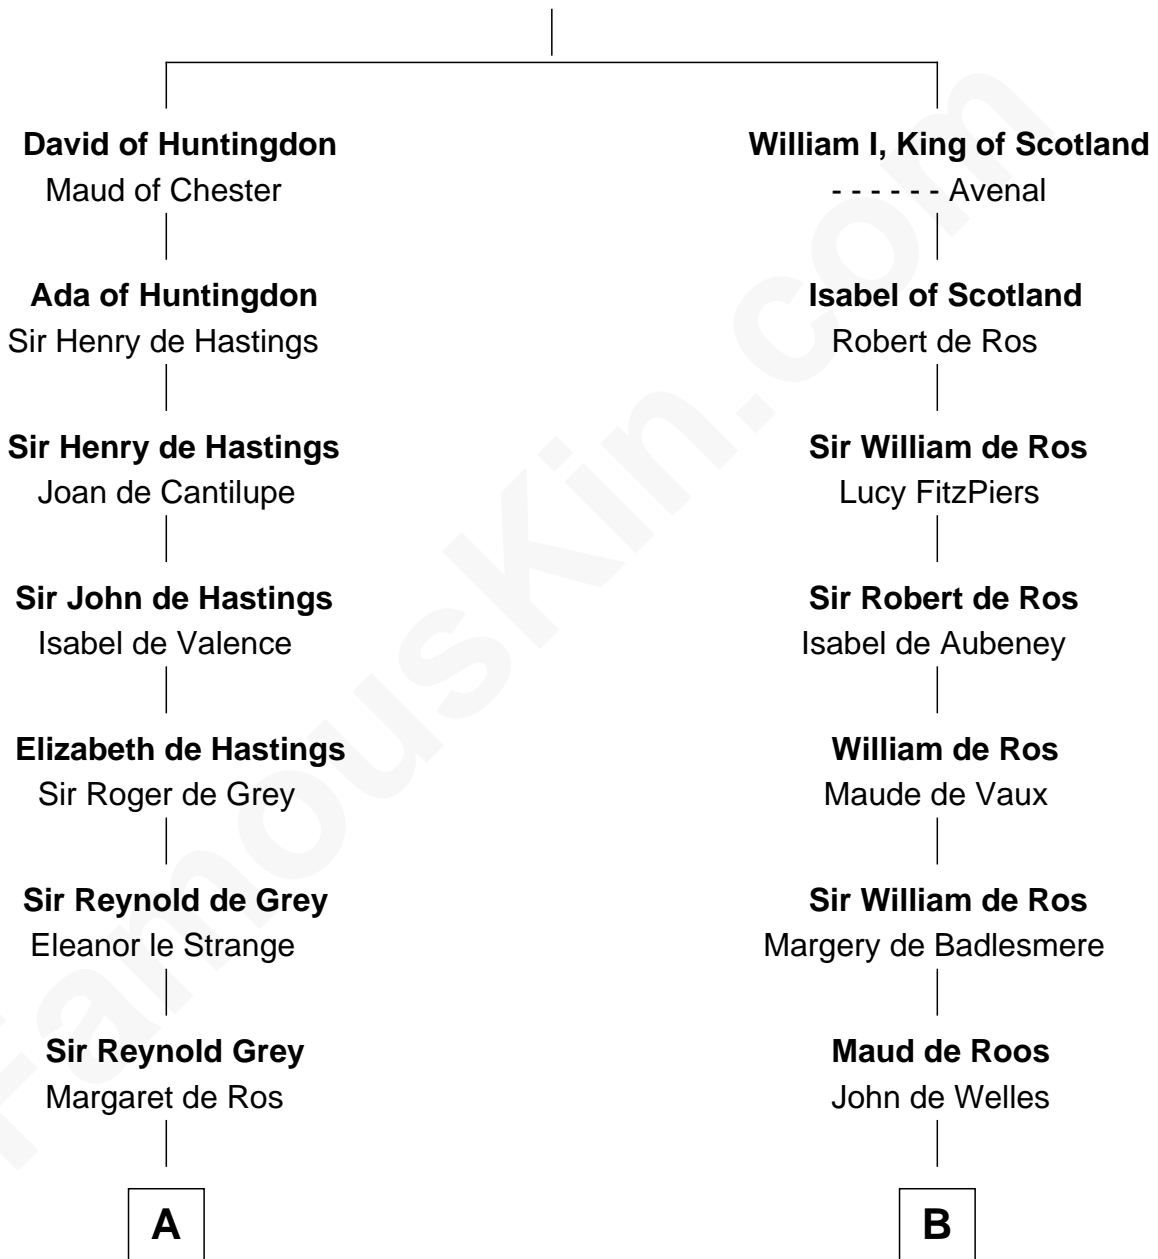 David of Huntingdon
Maud of Chester
Ada of Huntingdon
Sir Henry de Hastings
Sir Henry de Hastings
Joan de Cantilupe
Sir John de Hastings
Isabel de Valence
Elizabeth de Hastings
Sir Roger de Grey
Sir Reynold de Grey
Eleanor le Strange
Sir Reynold Grey
Margaret de Ros
A
William I, King of Scotland
- - - - - - Avenal
Isabel of Scotland
Robert de Ros
Sir William de Ros
Lucy FitzPiers
Sir Robert de Ros
Isabel de Aubeney
William de Ros
Maude de Vaux
Sir William de Ros
Margery de Badlesmere
Maud de Roos
John de Welles
B
FamousKin.com